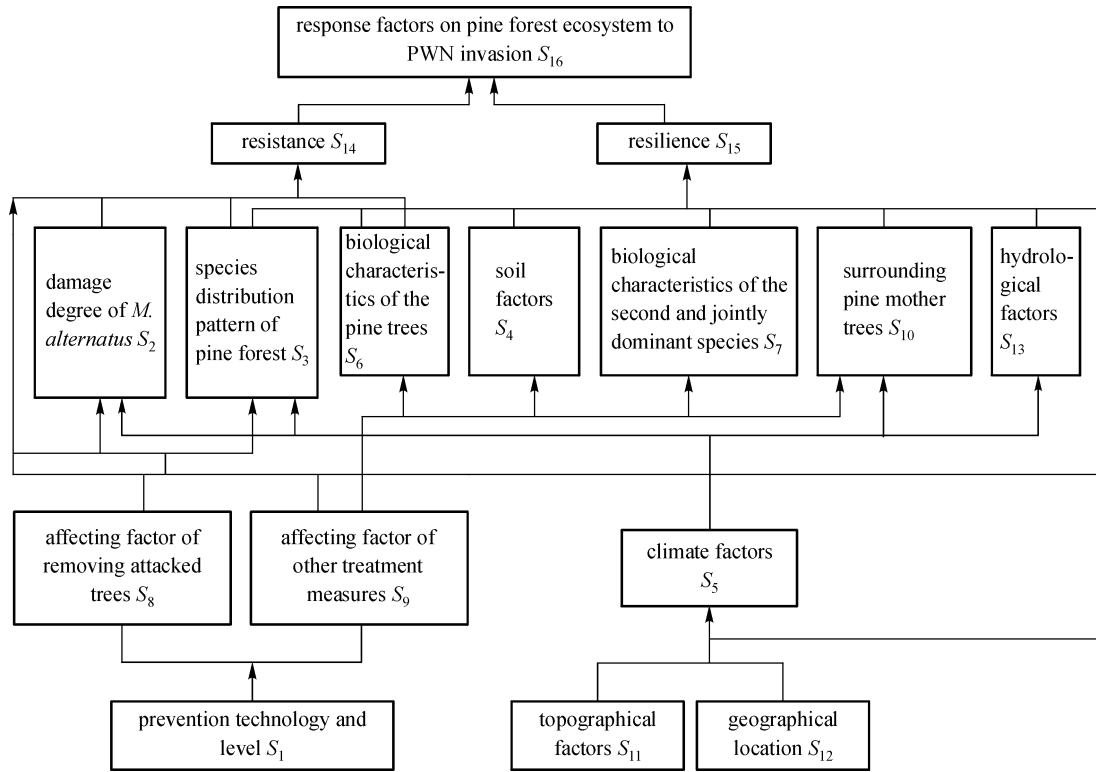 response factors on pine forest ecosystem to
PWN invasion S16
resistance S14
resilience S15
damage
degree of M.
alternatus S2
species
distribution
pattern of
pine forest S3
biological
characteris-
tics of the
pine trees
S6
soil
factors
S4
biological
characteristics of the
second and jointly
dominant species S7
surrounding
pine mother
trees S10
hydrolo-
gical
factors
S13
affecting factor of
removing attacked
trees S8
affecting factor of
other treatment
measures S9
climate factors
S5
prevention technology and
level S1
topographical
factors S11
geographical
location S12